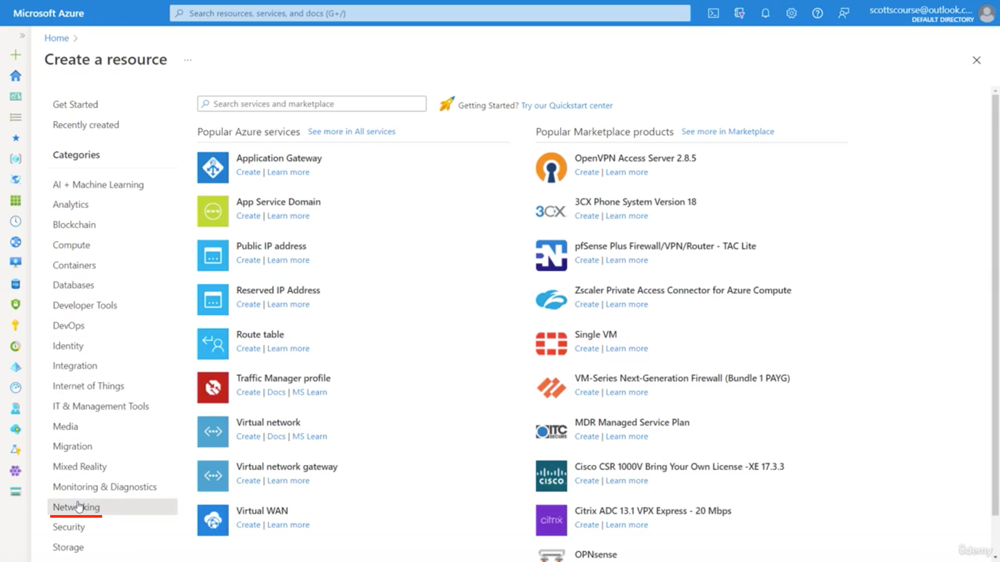 Microsoft Azure
Search resources, services, and docs (G+/)
scottscourse@outlook.c...
DEFAULT DIRECTORY
Home
Create a resource
Get Started
Recently created
Categories
AI + Machine Learning
Analytics
Blockchain
Compute
Containers
Databases
Developer Tools
DevOps
Identity
Integration
Internet of Things
IT & Management Tools
Media
Migration
Mixed Reality
Monitoring & Diagnostics
Networking
Security
Storage
Search services and marketplace
Getting Started? Try our Quickstart center
Popular Azure services See more in All services
Application Gateway
Create | Learn more
App Service Domain
Create | Learn more
Public IP address
Create | Learn more
Reserved IP Address
Create | Learn more
Route table
Create | Learn more
Traffic Manager profile
Create | Docs | MS Learn
Virtual network
Create | Docs | MS Learn
Virtual network gateway
Create | Learn more
Virtual WAN
Create | Learn more
Popular Marketplace products See more in Marketplace
OpenVPN Access Server 2.8.5
Create | Learn more
3CX
3CX Phone System Version 18
Create | Learn more
N
pfSense Plus Firewall/VPN/Router - TAC Lite
Create | Learn more
Zscaler Private Access Connector for Azure Compute
Create | Learn more
Single VM
Create | Learn more
VM-Series Next-Generation Firewall (Bundle 1 PAYG)
Create | Learn more
ITC
SECURE
MDR Managed Service Plan
Create | Learn more
CISCO
Cisco CSR 1000V Bring Your Own License -XE 17.3.3
Create | Learn more
citrix
Citrix ADC 13.1 VPX Express - 20 Mbps
Create | Learn more
OPNsense
Udemy